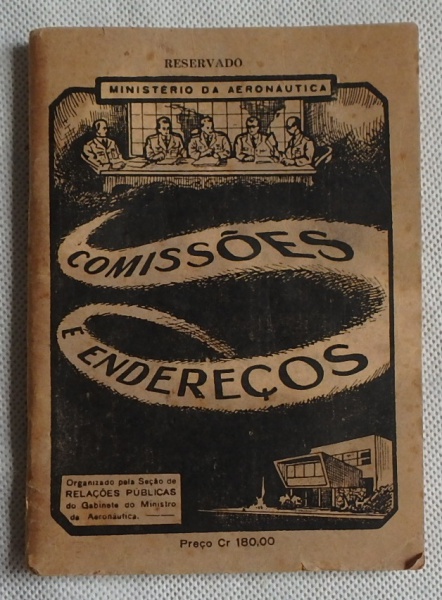 RESERVADO
MINISTÉRIO DA AERONÁUTICA
COMISSÕES
E ENDEREÇOS
Organizado pela Seção de
RELAÇÕES PÚBLICAS
do Gabinete do Ministro
da Aeronáutica.
Preço Cr 180,00